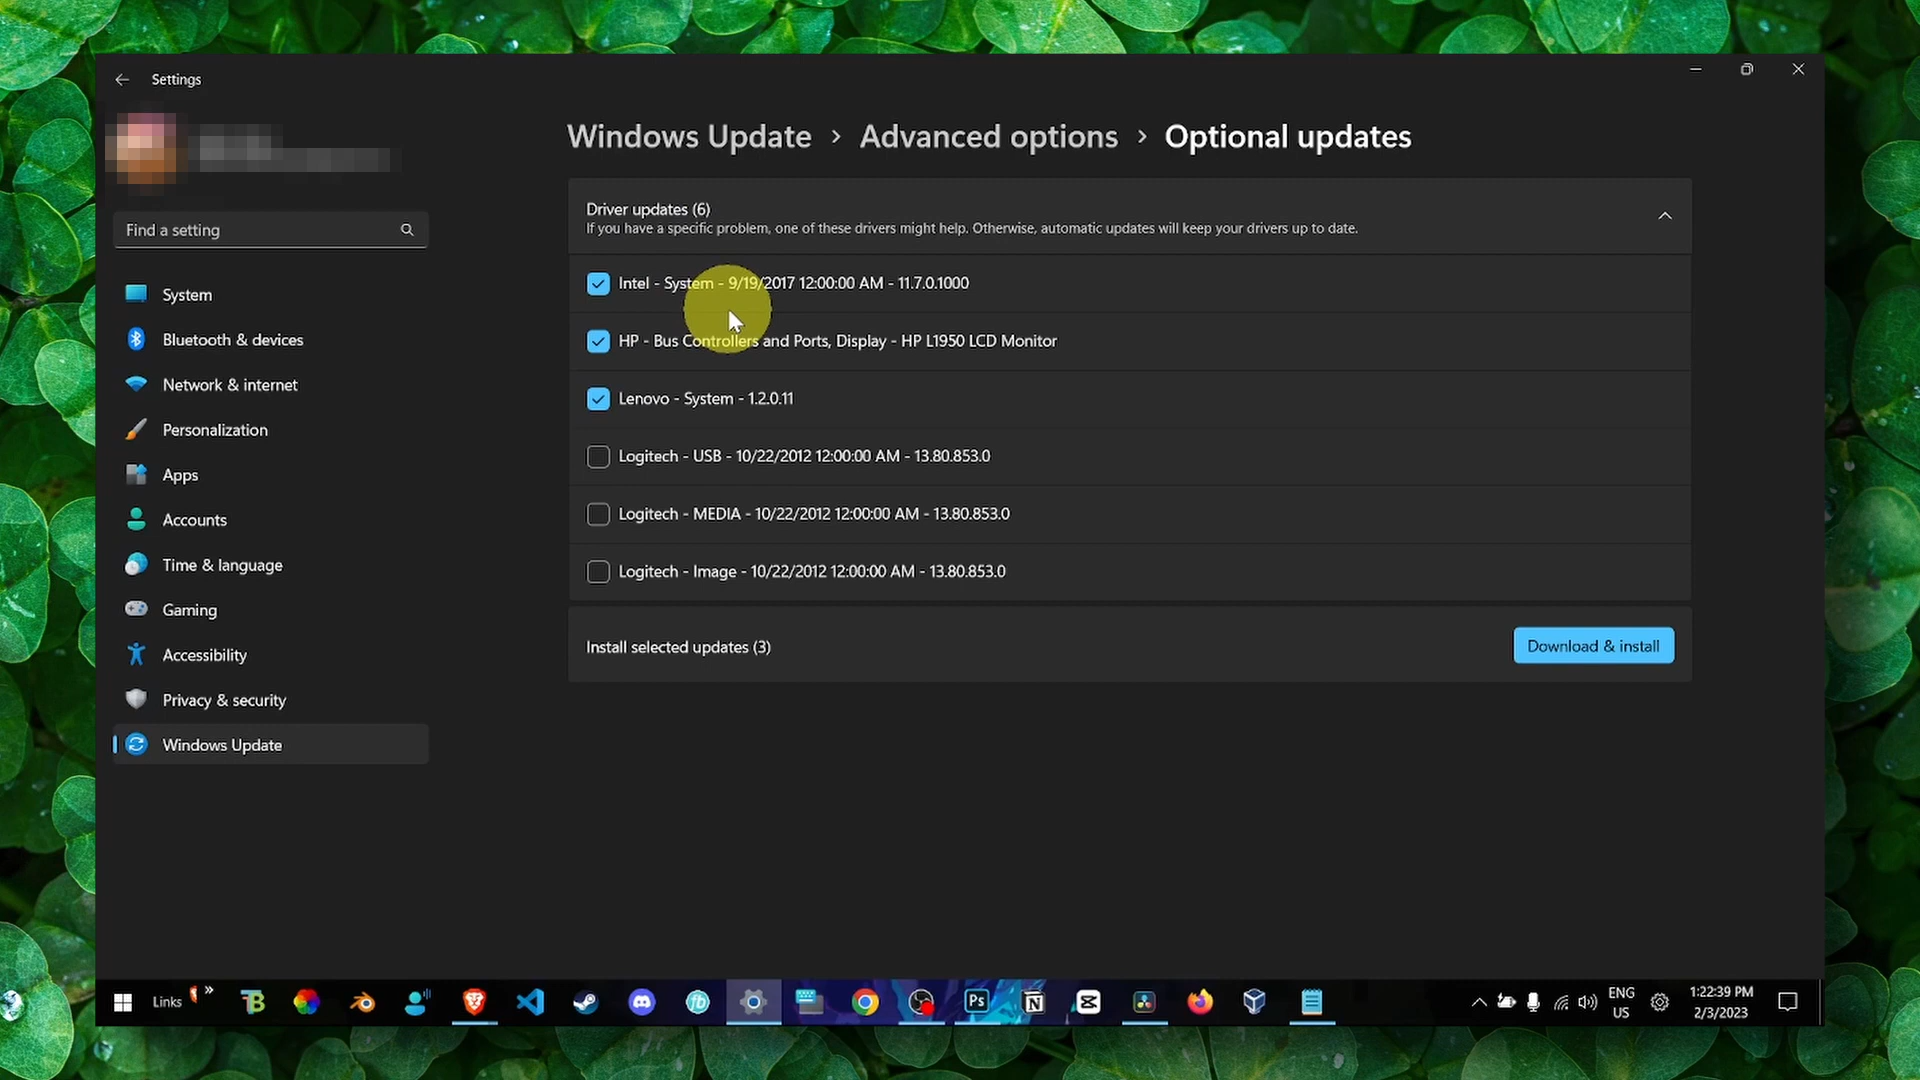 Settings
Windows Update > Advanced options > Optional updates
Find a setting
System
Bluetooth & devices
Network & internet
Personalization
Apps
Accounts
Time & language
Gaming
Accessibility
Privacy & security
Windows Update
Driver updates (6)
If you have a specific problem, one of these drivers might help. Otherwise, automatic updates will keep your drivers up to date.
Intel - System - 9/19/2017 12:00:00 AM - 11.7.0.1000
HP - Bus Controllers and Ports, Display - HP L1950 LCD Monitor
Lenovo - System - 1.2.0.11
Logitech - USB - 10/22/2012 12:00:00 AM - 13.80.853.0
Logitech - MEDIA - 10/22/2012 12:00:00 AM - 13.80.853.0
Logitech - Image - 10/22/2012 12:00:00 AM - 13.80.853.0
Install selected updates (3)
Download & install
Links
TB
fb
Ps
N
ENG
US
1:22:39 PM
2/3/2023